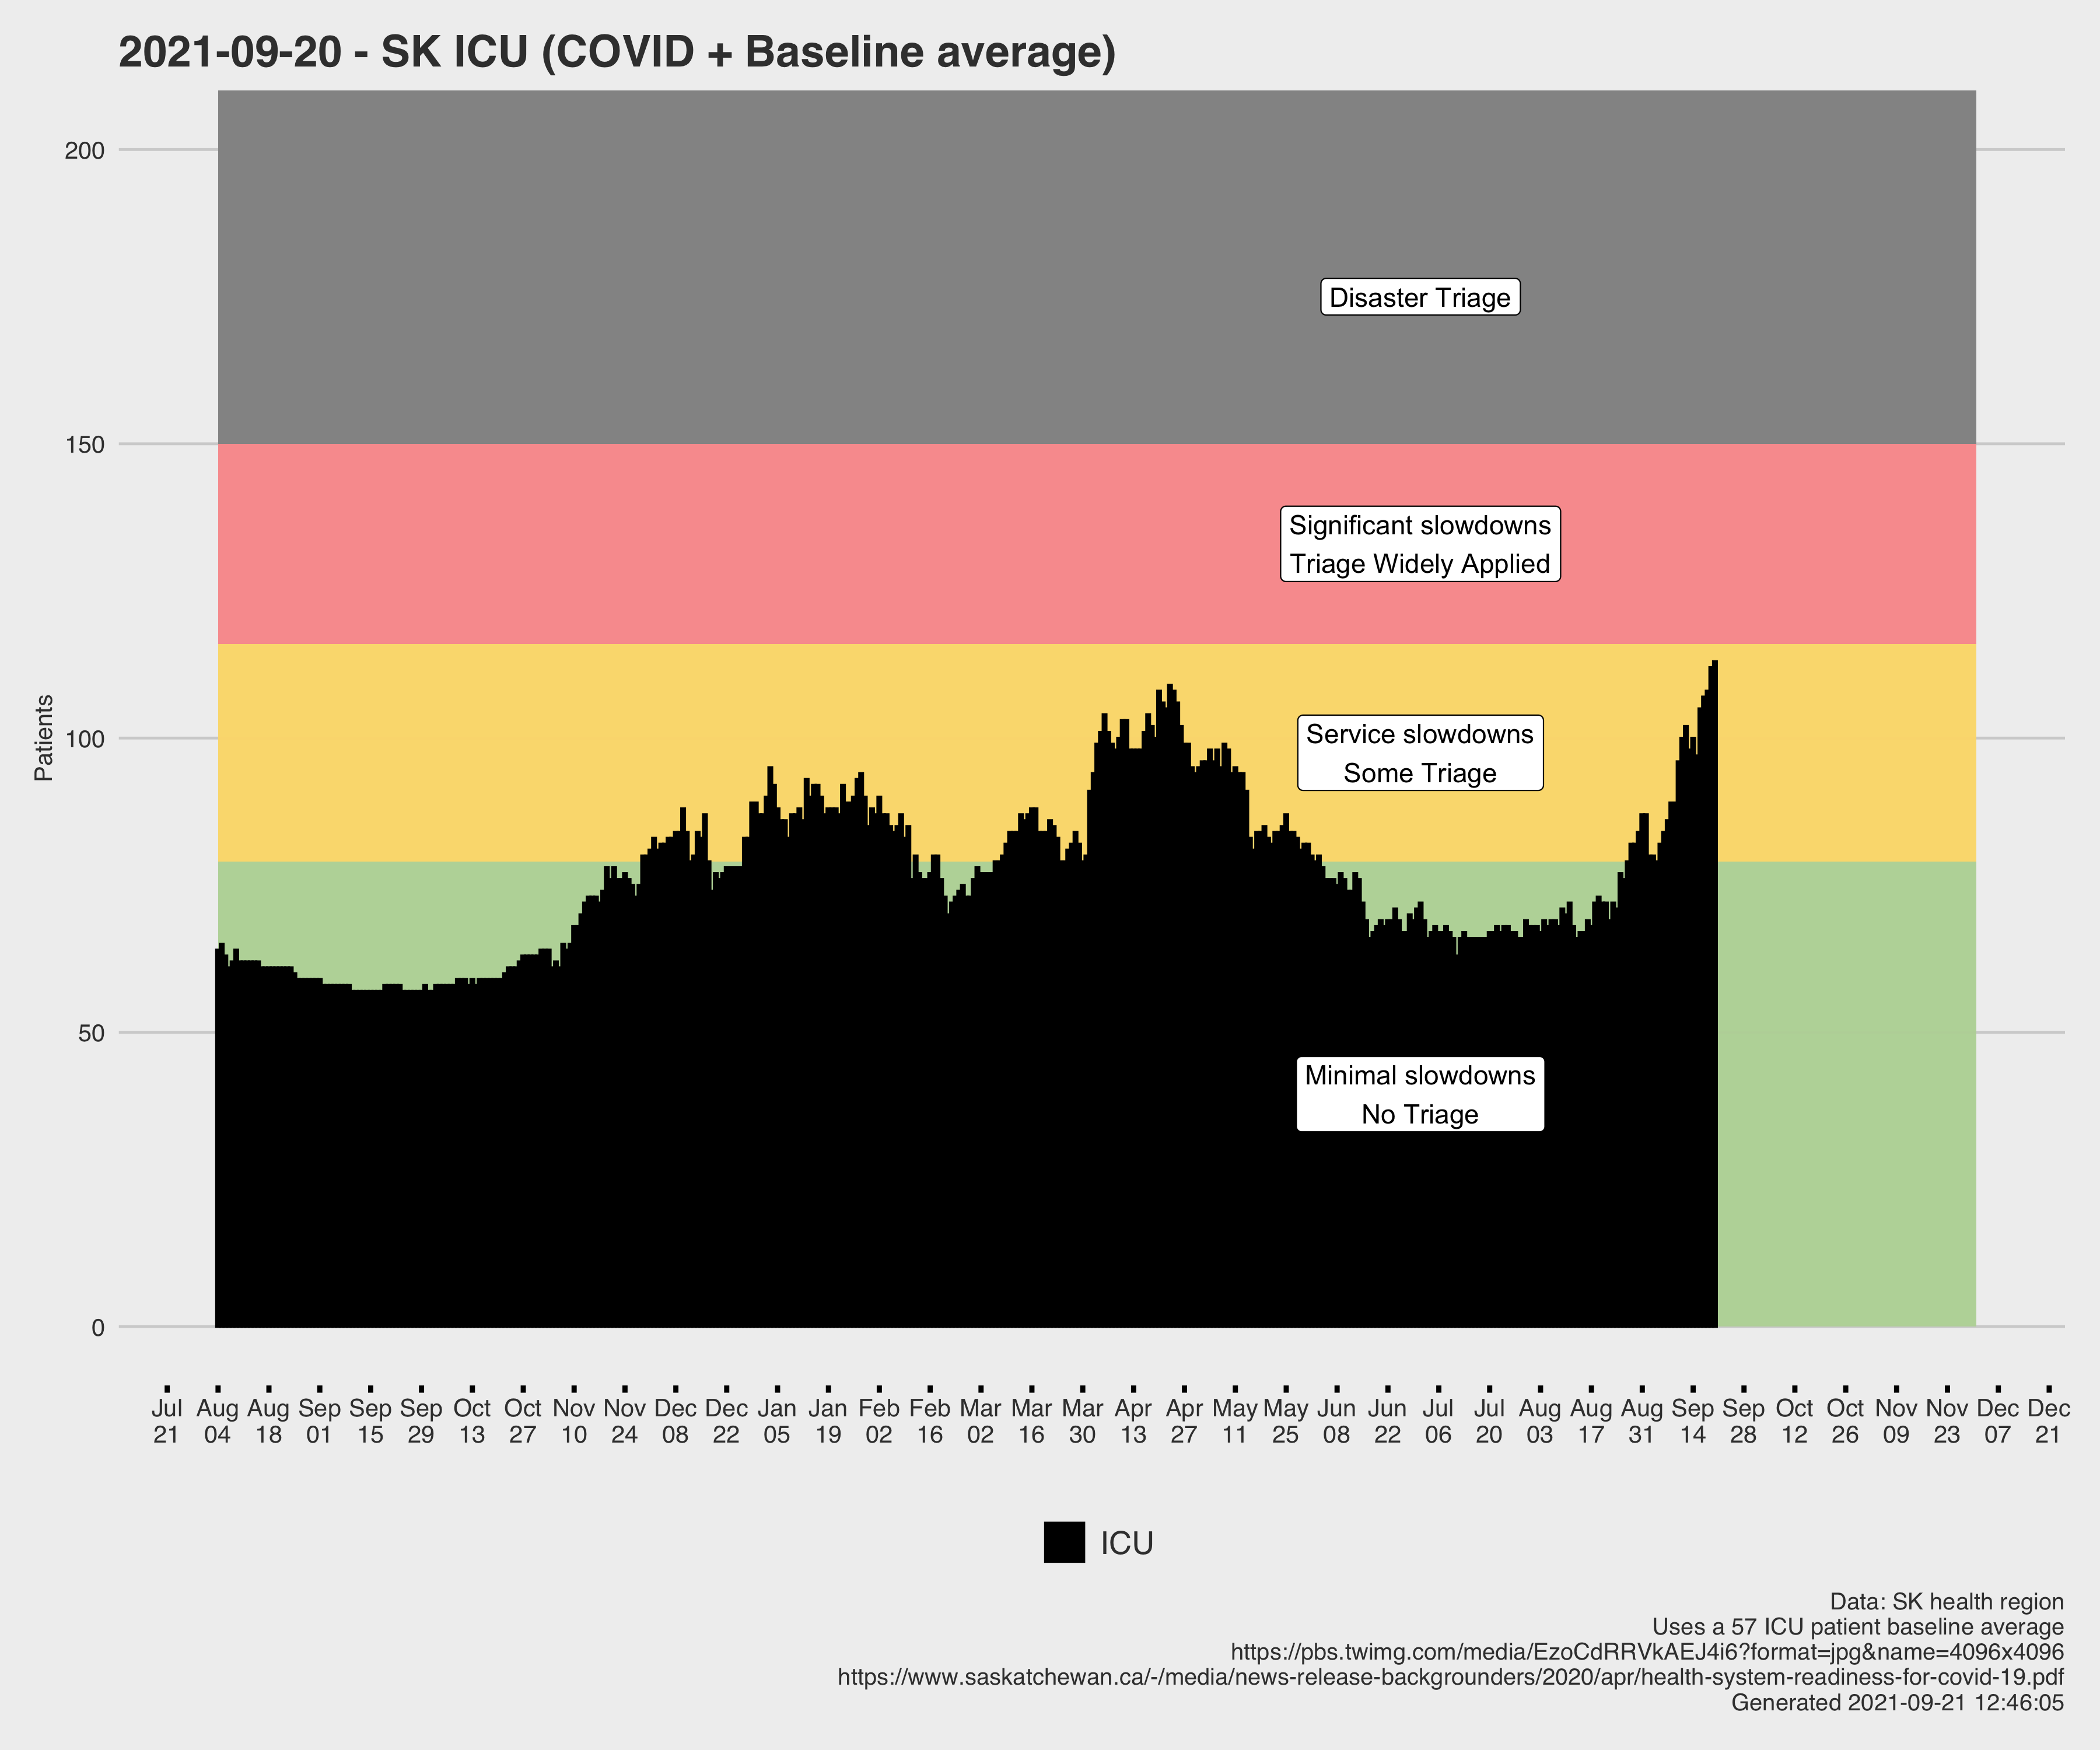 2021-09-20 - SK ICU (COVID + Baseline average)
200
150
100
50
0
Patients
Disaster Triage
Significant slowdowns
Triage Widely Applied
Service slowdowns
Some Triage
Minimal slowdowns
No Triage
Jul Aug Aug Sep Sep Sep Oct Oct Nov Nov Dec Dec Jan Jan Feb Feb Mar Mar Mar Apr Apr May May Jun Jun Jul Jul Aug Aug Aug Sep Sep Oct Oct Nov Nov Dec Dec
21 04 18 01 15 29 13 27 10 24 08 22 05 19 02 16 02 16 30 13 27 11 25 08 22 06 20 03 17 31 14 28 12 26 09 23 07 21
ICU
Data: SK health region
Uses a 57 ICU patient baseline average
https://pbs.twimg.com/media/EzoCdRRVkAEJ4i6?format=jpg&name=4096x4096
https://www.saskatchewan.ca/-/media/news-release-backgrounders/2020/apr/health-system-readiness-for-covid-19.pdf
Generated 2021-09-21 12:46:05